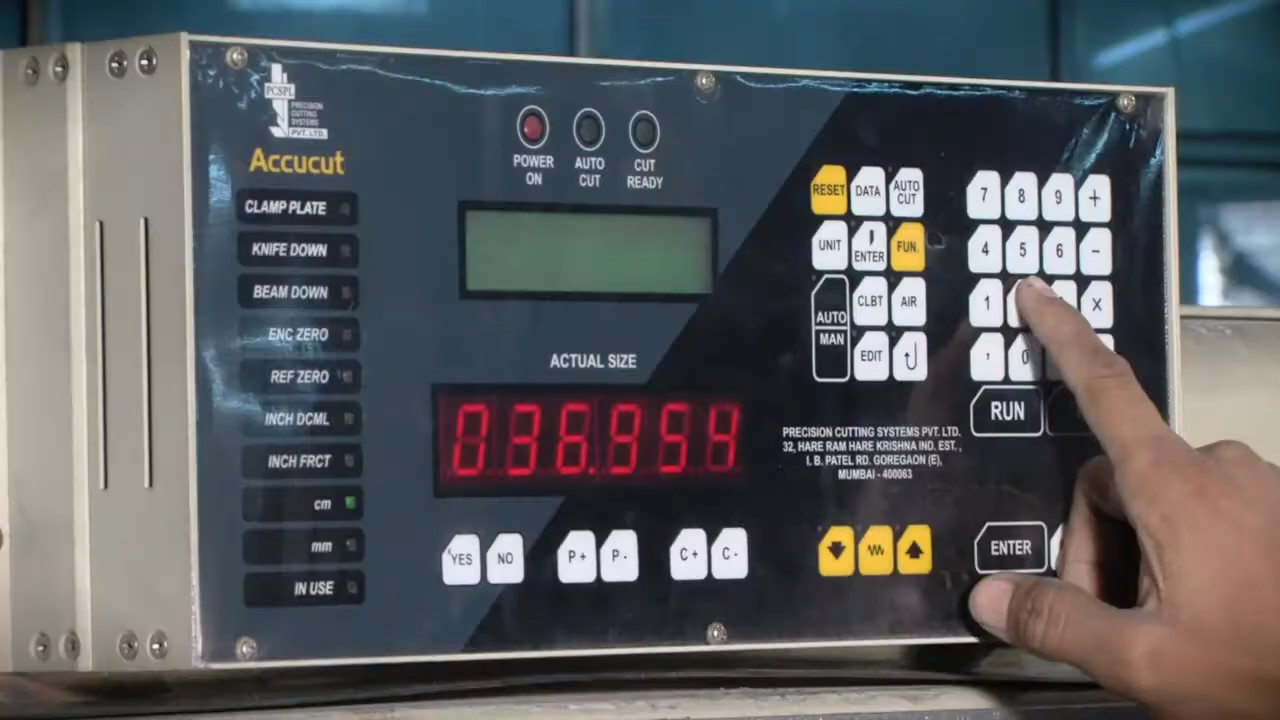 PCSPL
PRECISION
CUTTING
SYSTEMS
PVT. LTD.
Accucut
CLAMP PLATE
KNIFE DOWN
BEAM DOWN
ENC ZERO
REF ZERO
INCH DCML
INCH FRCT
cm
mm
IN USE
POWER ON
AUTO CUT
CUT READY
ACTUAL SIZE
036.954
YES NO P+ P- C+ C-
RESET DATA AUTO CUT
UNIT ENTER FUN.
AUTO MAN CLBT AIR
EDIT
7 8 9 +
4 5 6 -
1 X
0
RUN
PRECISION CUTTING SYSTEMS PVT. LTD.
32, HARE RAM HARE KRISHNA IND. EST.,
I. B. PATEL RD. GOREGAON (E),
MUMBAI - 400063
ENTER